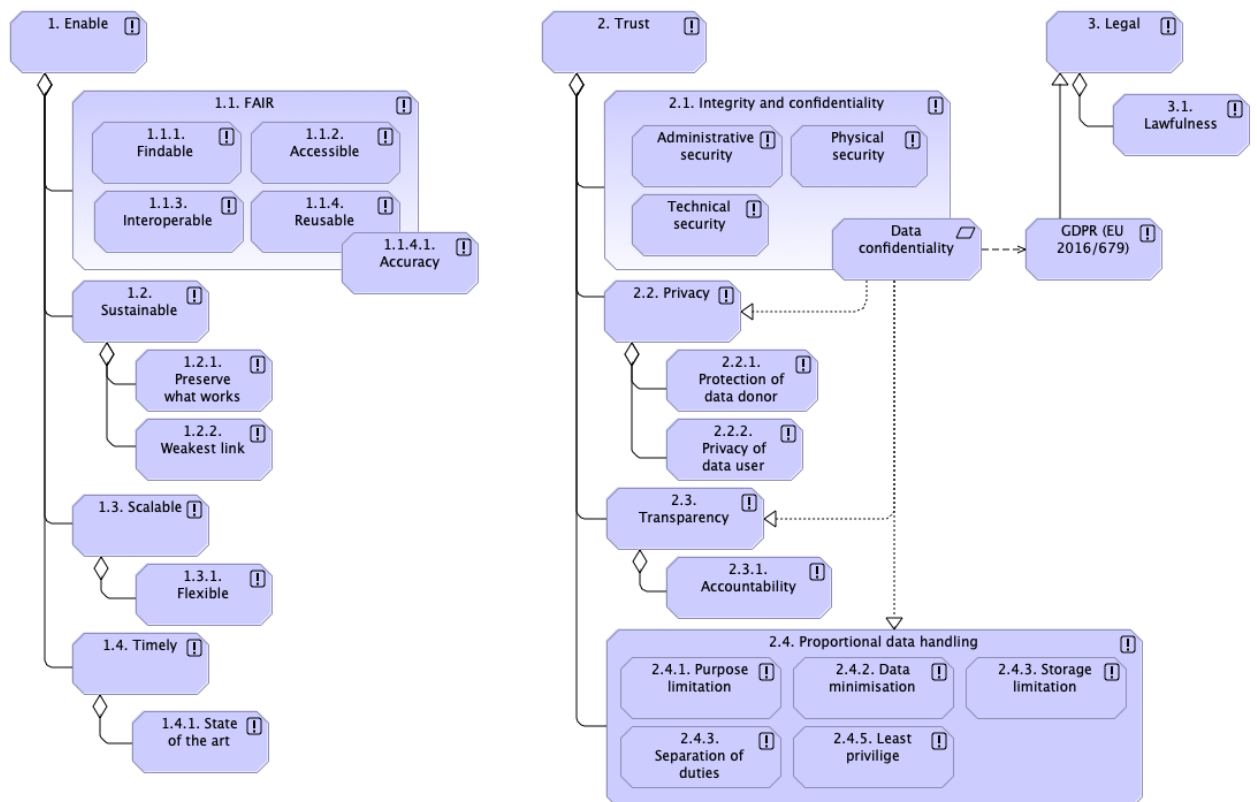 1. Enable
1.1. FAIR
1.1.1.
Findable
1.1.2.
Accessible
1.1.3.
Interoperable
1.1.4.
Reusable
1.1.4.1.
Accuracy
1.2.
Sustainable
1.2.1.
Preserve
what works
1.2.2.
Weakest link
1.3. Scalable
1.3.1.
Flexible
1.4. Timely
1.4.1. State
of the art
2. Trust
2.1. Integrity and confidentiality
Administrative
security
Physical
security
Technical
security
Data
confidentiality
2.2. Privacy
2.2.1.
Protection of
data donor
2.2.2.
Privacy of
data user
2.3.
Transparency
2.3.1.
Accountability
2.4. Proportional data handling
2.4.1. Purpose
limitation
2.4.2. Data
minimisation
2.4.3. Storage
limitation
2.4.3.
Separation of
duties
2.4.5. Least
privilige
3. Legal
3.1.
Lawfulness
GDPR (EU
2016/679)